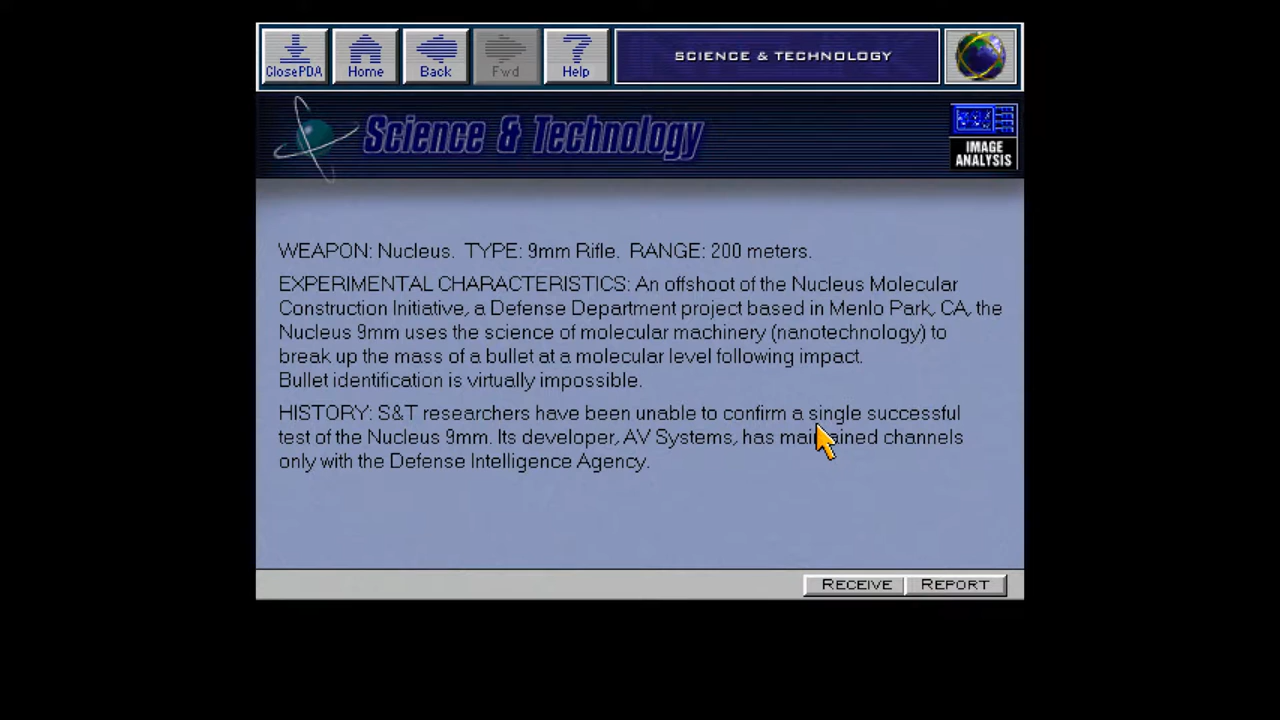 ClosePDA Home Back Fwd Help SCIENCE & TECHNOLOGY
Science & Technology
IMAGE
ANALYSIS
WEAPON: Nucleus. TYPE: 9mm Rifle. RANGE: 200 meters.
EXPERIMENTAL CHARACTERISTICS: An offshoot of the Nucleus Molecular
Construction Initiative, a Defense Department project based in Menlo Park, CA, the
Nucleus 9mm uses the science of molecular machinery (nanotechnology) to
break up the mass of a bullet at a molecular level following impact.
Bullet identification is virtually impossible.
HISTORY: S&T researchers have been unable to confirm a single successful
test of the Nucleus 9mm. Its developer, AV Systems, has maintained channels
only with the Defense Intelligence Agency.
RECEIVE REPORT